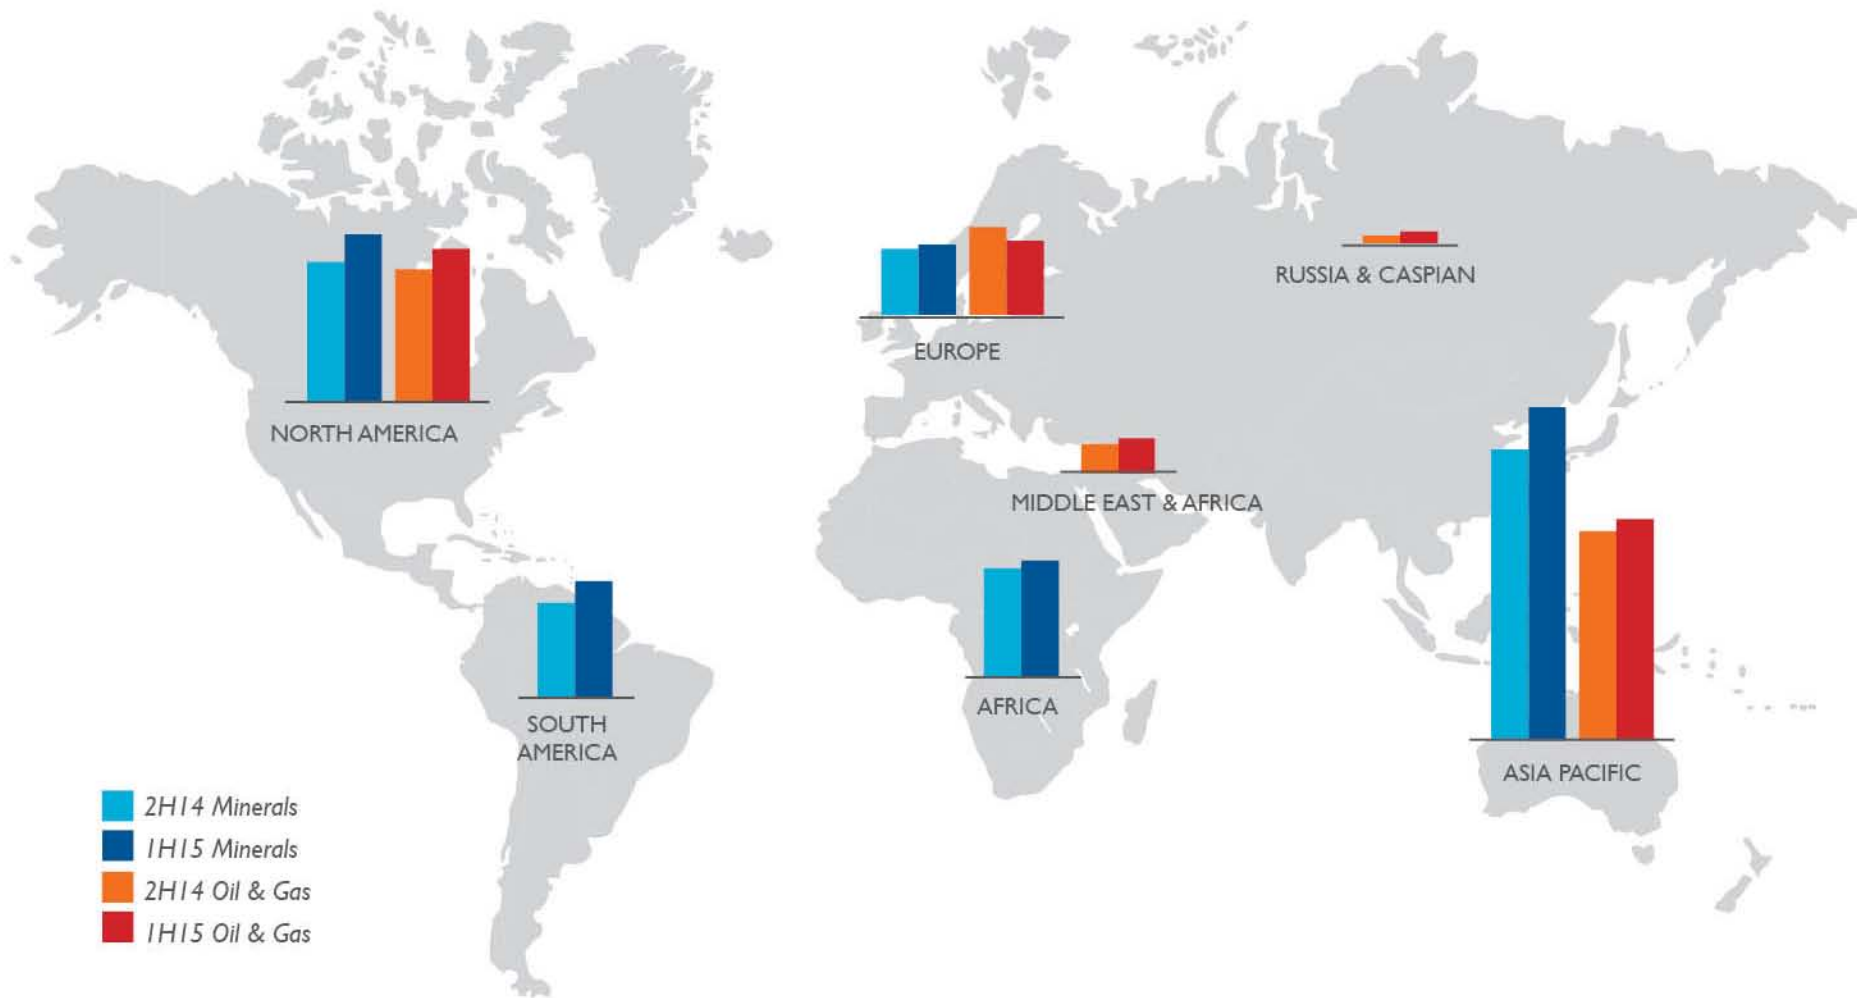 RUSSIA & CASPIAN
EUROPE
NORTH AMERICA
MIDDLE EAST & AFRICA
AFRICA
SOUTH
AMERICA
ASIA PACIFIC
2H14 Minerals
1H15 Minerals
2H14 Oil & Gas
1H15 Oil & Gas